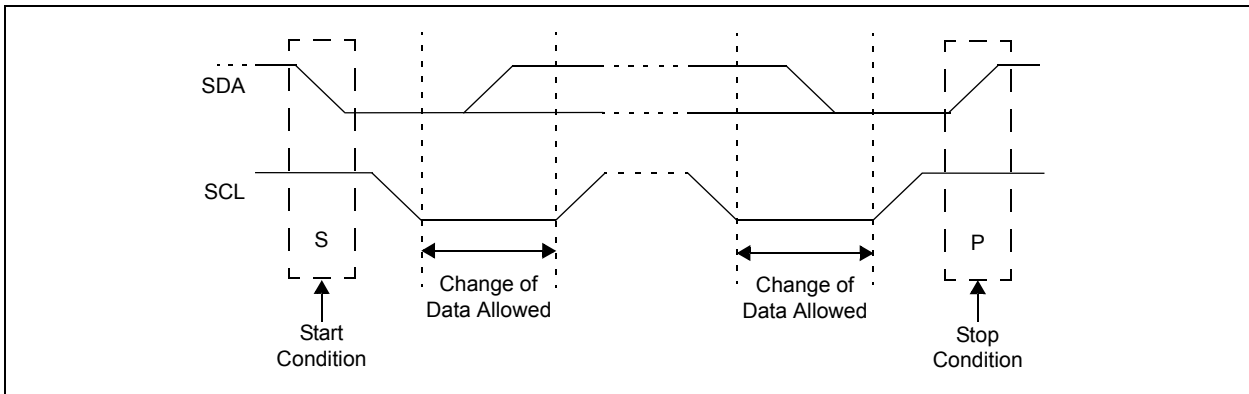 SDA
SCL
S
P
Change of
Data Allowed
Change of
Data Allowed
Start
Condition
Stop
Condition